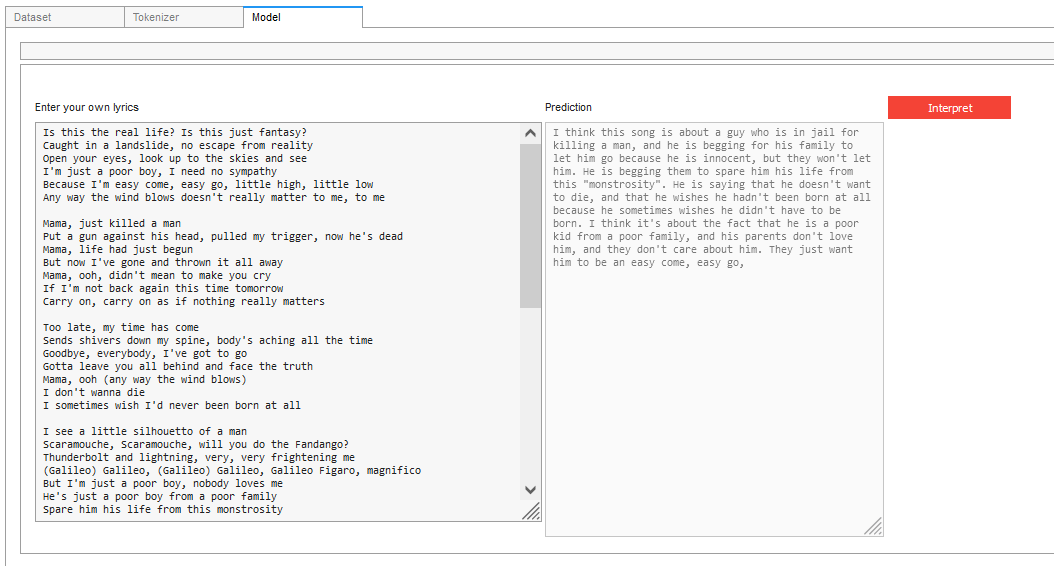 Dataset
Tokenizer
Model
Enter your own lyrics
Prediction
Interpret
Is this the real life? Is this just fantasy?
Caught in a landslide, no escape from reality
Open your eyes, look up to the skies and see
I'm just a poor boy, I need no sympathy
Because I'm easy come, easy go, little high, little low
Any way the wind blows doesn't really matter to me, to me
Mama, just killed a man
Put a gun against his head, pulled my trigger, now he's dead
Mama, life had just begun
But now I've gone and thrown it all away
Mama, ooh, didn't mean to make you cry
If I'm not back again this time tomorrow
Carry on, carry on as if nothing really matters
Too late, my time has come
Sends shivers down my spine, body's aching all the time
Goodbye, everybody, I've got to go
Gotta leave you all behind and face the truth
Mama, ooh (any way the wind blows)
I don't wanna die
I sometimes wish I'd never been born at all
I see a little silhouetto of a man
Scaramouche, Scaramouche, will you do the Fandango?
Thunderbolt and lightning, very, very frightening me
(Galileo) Galileo, (Galileo) Galileo, Galileo Figaro, magnifico
But I'm just a poor boy, nobody loves me
He's just a poor boy from a poor family
Spare him his life from this monstrosity
I think this song is about a guy who is in jail for
killing a man, and he is begging for his family to
let him go because he is innocent, but they won't let
him. He is begging them to spare him his life from
this "monstrosity". He is saying that he doesn't want
to die, and that he wishes he hadn't been born at all
because he sometimes wishes he didn't have to be
born. I think it's about the fact that he is a poor
kid from a poor family, and his parents don't love
him, and they don't care about him. They just want
him to be an easy come, easy go,